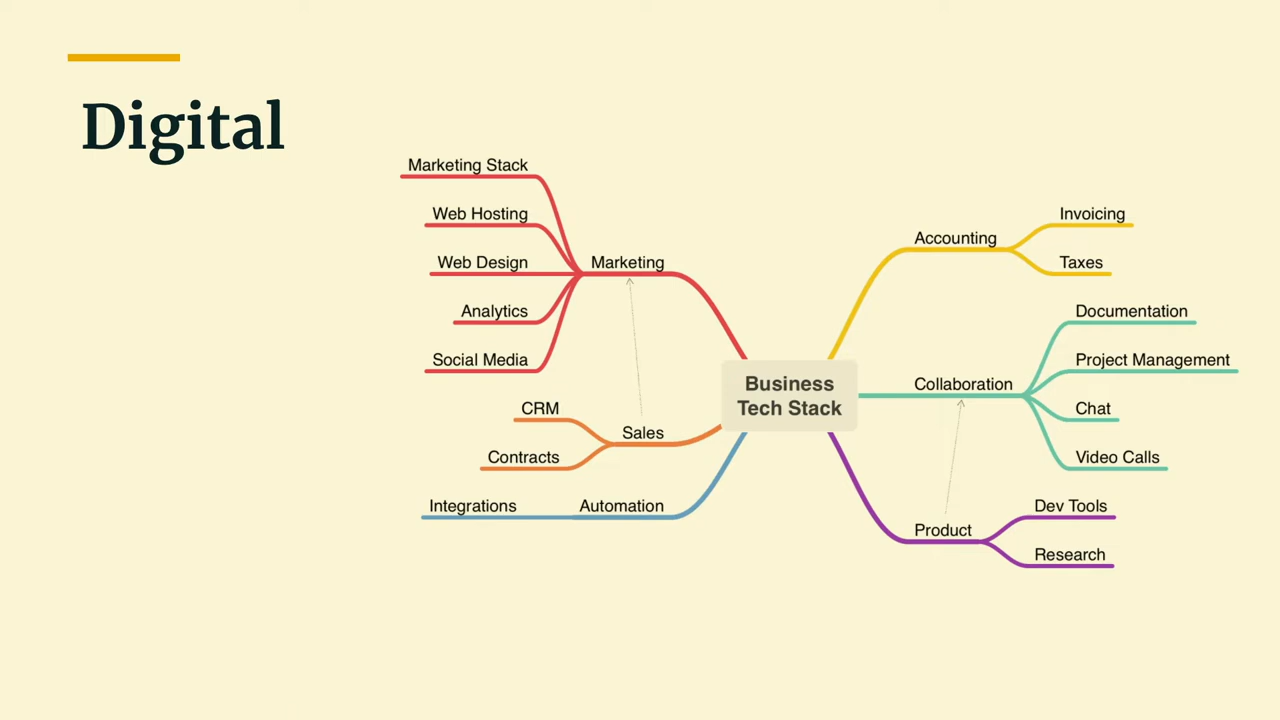 Digital
Marketing Stack
Web Hosting
Web Design
Analytics
Social Media
Marketing
CRM
Contracts
Sales
Integrations
Automation
Business
Tech Stack
Accounting
Invoicing
Taxes
Collaboration
Documentation
Project Management
Chat
Video Calls
Product
Dev Tools
Research